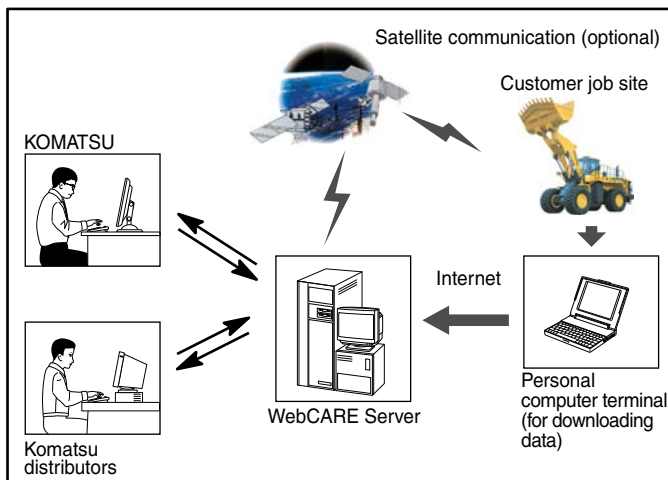 Satellite communication (optional)
Customer job site
KOMATSU
Internet
WebCARE Server
Personal
computer terminal
(for downloading
data)
Komatsu
distributors